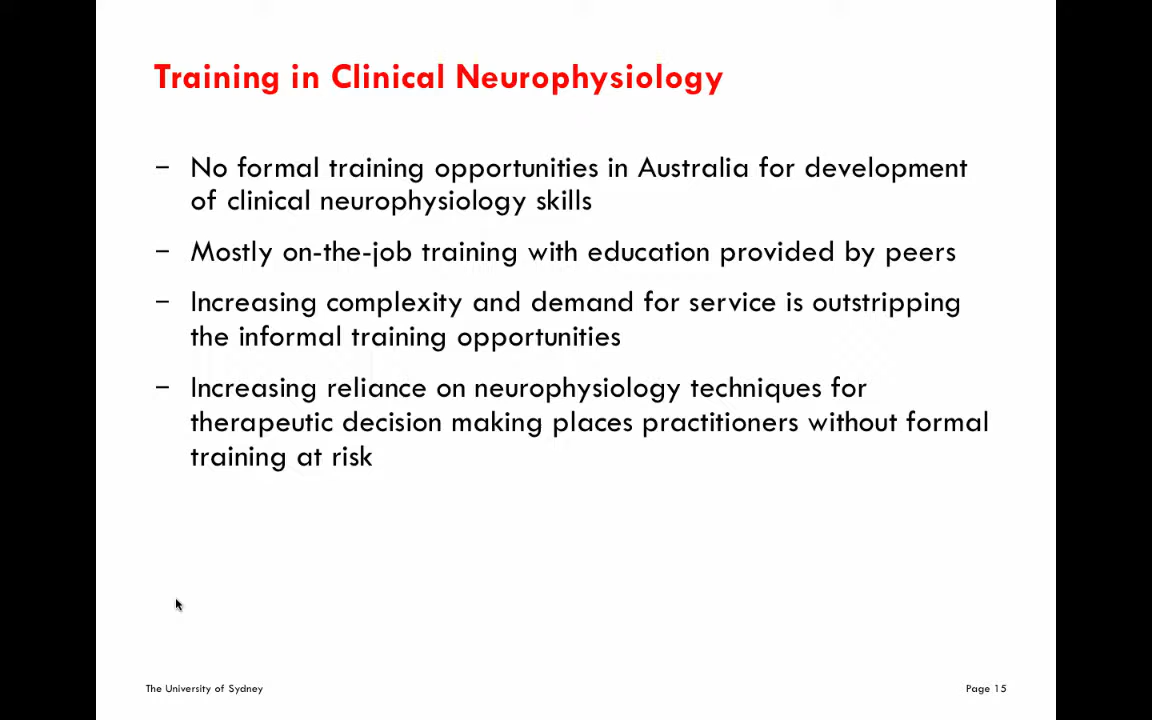 Training in Clinical Neurophysiology
– No formal training opportunities in Australia for development
of clinical neurophysiology skills
– Mostly on-the-job training with education provided by peers
– Increasing complexity and demand for service is outstripping
the informal training opportunities
– Increasing reliance on neurophysiology techniques for
therapeutic decision making places practitioners without formal
training at risk
The University of Sydney
Page 15